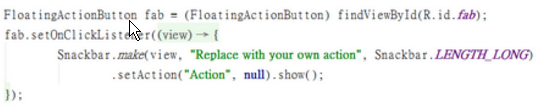 FloatingActionButton fab = (FloatingActionButton) findViewById(R.id.fab);
fab.setOnClickListener((view) → {
Snackbar.make(view, "Replace with your own action", Snackbar.LENGTH_LONG)
.setAction("Action", null).show();
});